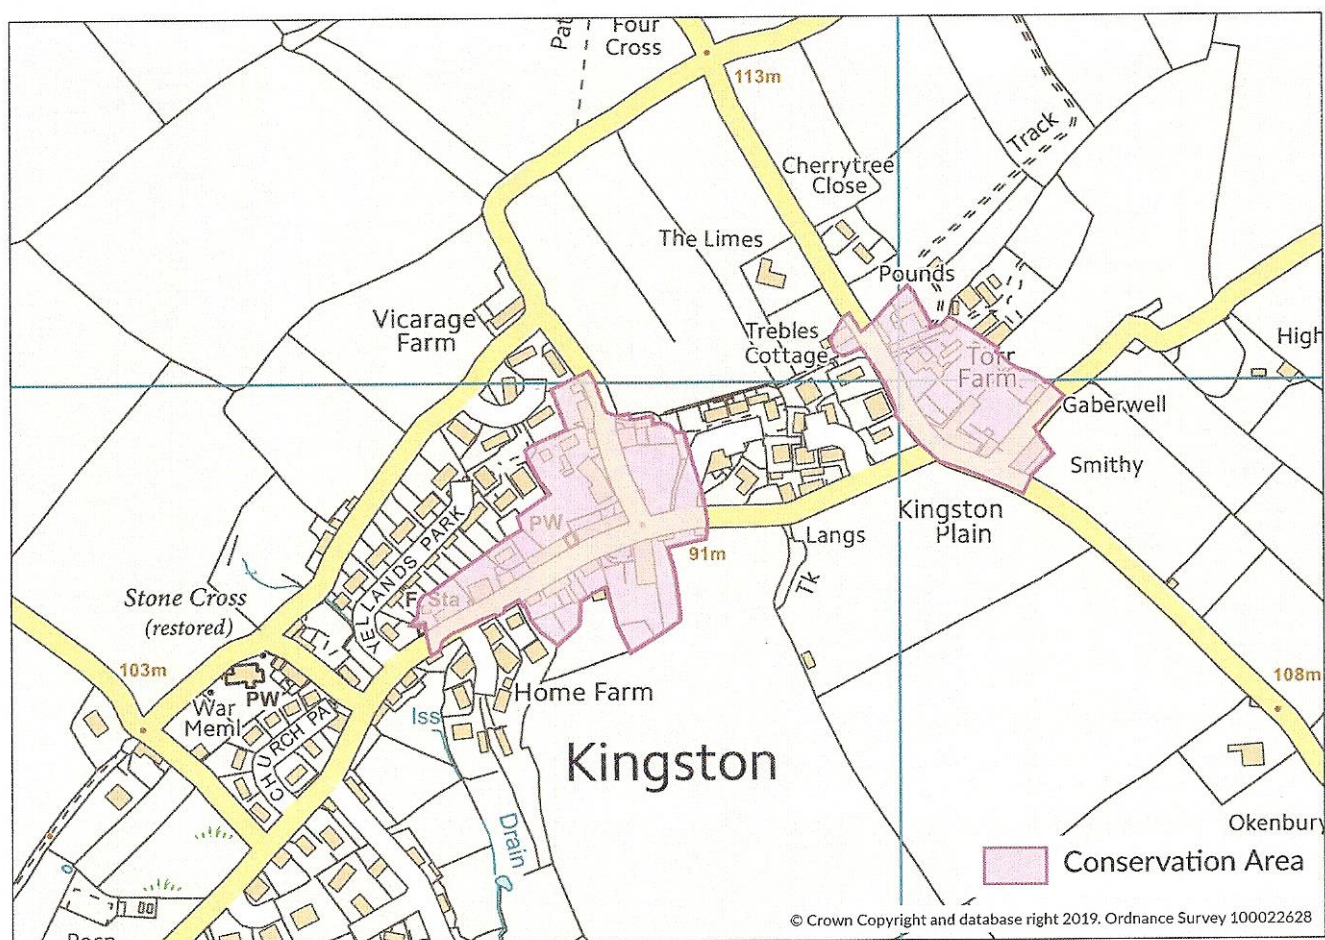 Pat
Four
Cross
113m
Track
Cherrytree
Close
The Limes
Pounds
Vicarage
Farm
Trebles
Cottage
Torr
Farm
High
Gaberwell
Smithy
Kingston
Plain
PW
91m
Langs
Tk
YELLANDS PARK
F Sta
Stone Cross
(restored)
103m
PW
War
Meml
CHURCH PA
Home Farm
Iss
Kingston
Drain
108m
Okenbury
Conservation Area
© Crown Copyright and database right 2019. Ordnance Survey 100022628